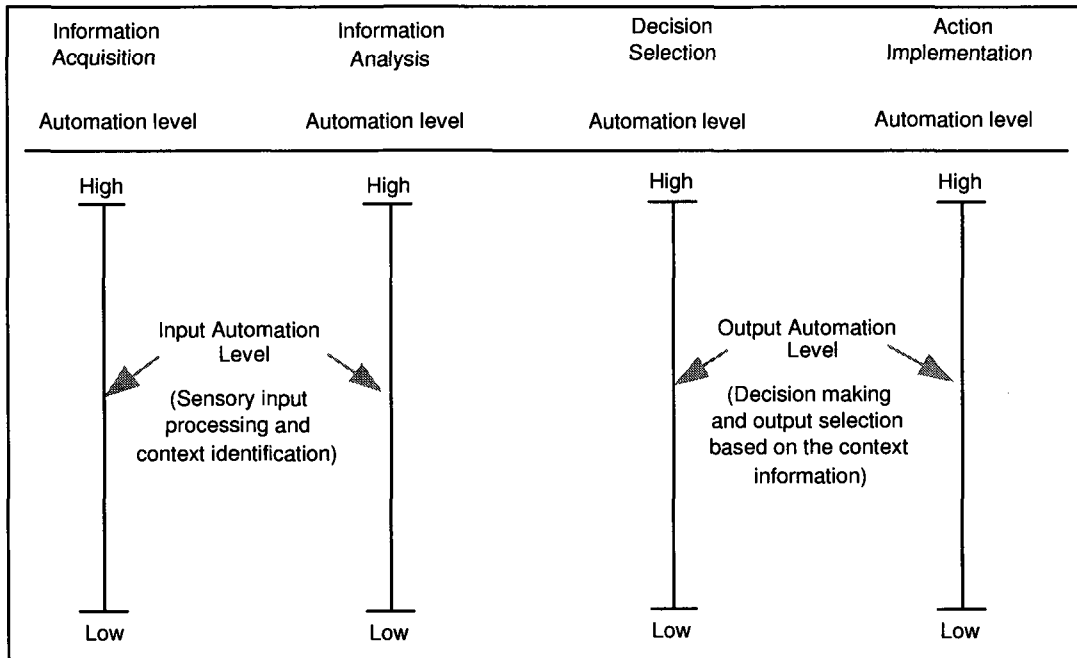 Information
Acquisition
Information
Analysis
Decision
Selection
Action
Implementation
Automation level
Automation level
Automation level
Automation level
High
High
High
High
Input Automation
Level
(Sensory input
processing and
context identification)
Output Automation
Level
(Decision making
and output selection
based on the context
information)
Low
Low
Low
Low